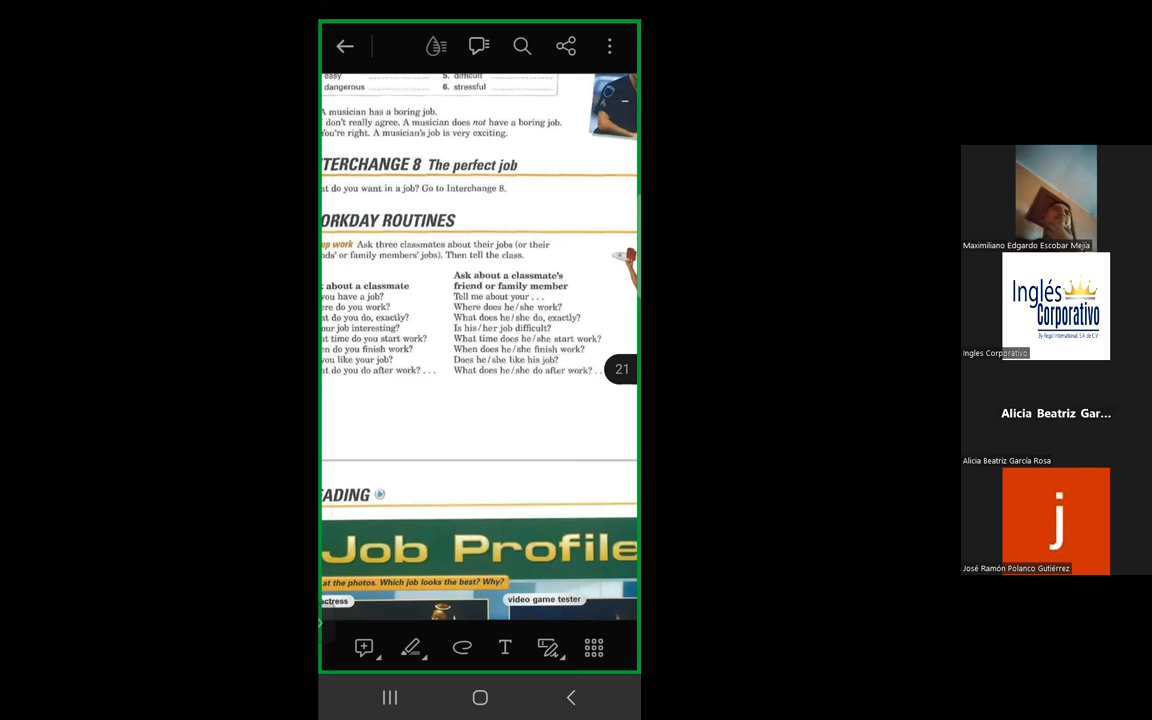 easy ........................ 5. difficult ........................
dangerous ........................ 6. stressful ........................
A musician has a boring job.
don't really agree. A musician does not have a boring job.
You're right. A musician's job is very exciting.
TERCHANGE 8 The perfect job
at do you want in a job? Go to Interchange 8.
ORKDAY ROUTINES
up work Ask three classmates about their jobs (or their
nds' or family members' jobs). Then tell the class.
about a classmate
you have a job?
ere do you work?
at do you do, exactly?
our job interesting?
at time do you start work?
en do you finish work?
you like your job?
at do you do after work? . . .
Ask about a classmate's
friend or family member
Tell me about your . . .
Where does he/she work?
What does he/she do, exactly?
Is his/her job difficult?
What time does he/she start work?
When does he/she finish work?
Does he/she like his job?
What does he/she do after work? . .
21
EADING
Job Profile
at the photos. Which job looks the best? Why?
actress
video game tester
T
Maximiliano Edgardo Escobar Mejía
Inglés
Corporativo
By Regal International, S.A. de C.V.
Ingles Corporativo
Alicia Beatriz Gar...
Alicia Beatriz García Rosa
j
José Ramón Polanco Gutiérrez